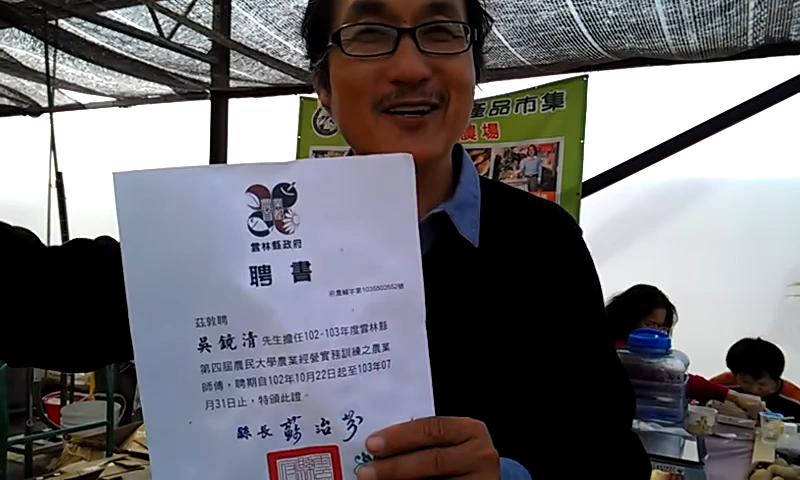 產品市集
農場
雲林縣政府
聘書
府農輔字第1035502652號
茲敦聘
吳鏡清先生擔任102-103年度雲林縣
第四屆農民大學農業經營實務訓練之農業
師傅，聘期自102年10月22日起至103年07
月31日止，特頒此證。
縣長 蘇治芬